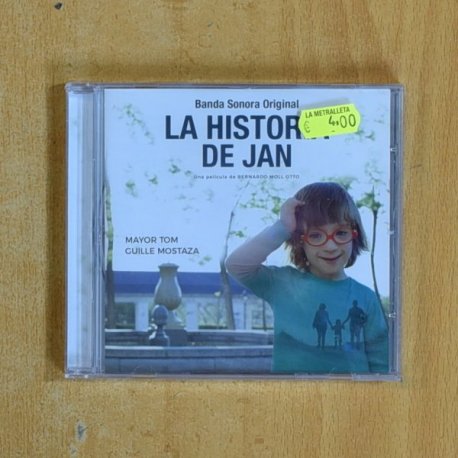 Banda Sonora Original
LA METRALLETA
€ 4.00
LA HISTOR
DE JAN
Una película de BERNARDO MOLL OTTO
MAYOR TOM
GUILLE MOSTAZA